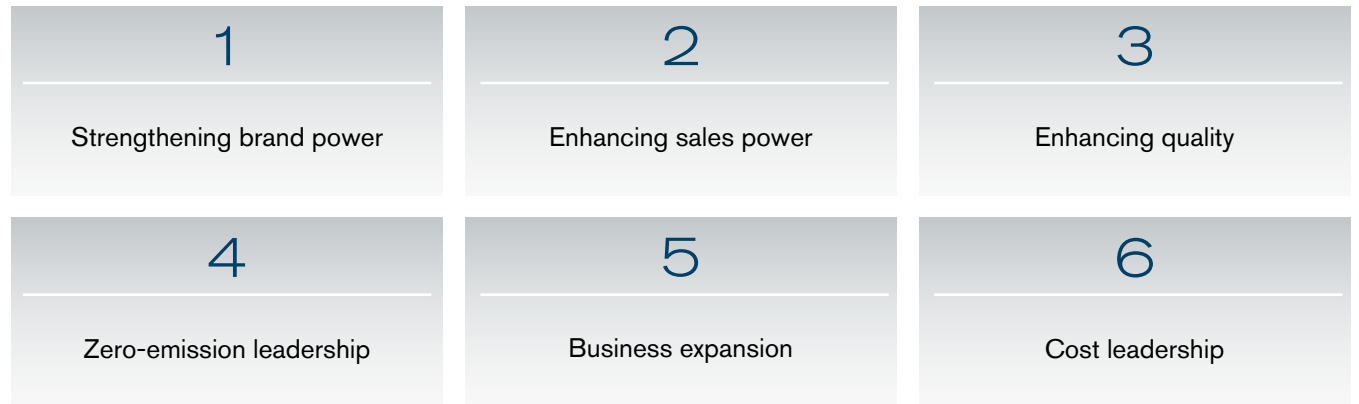 1
Strengthening brand power
2
Enhancing sales power
3
Enhancing quality
4
Zero-emission leadership
5
Business expansion
6
Cost leadership